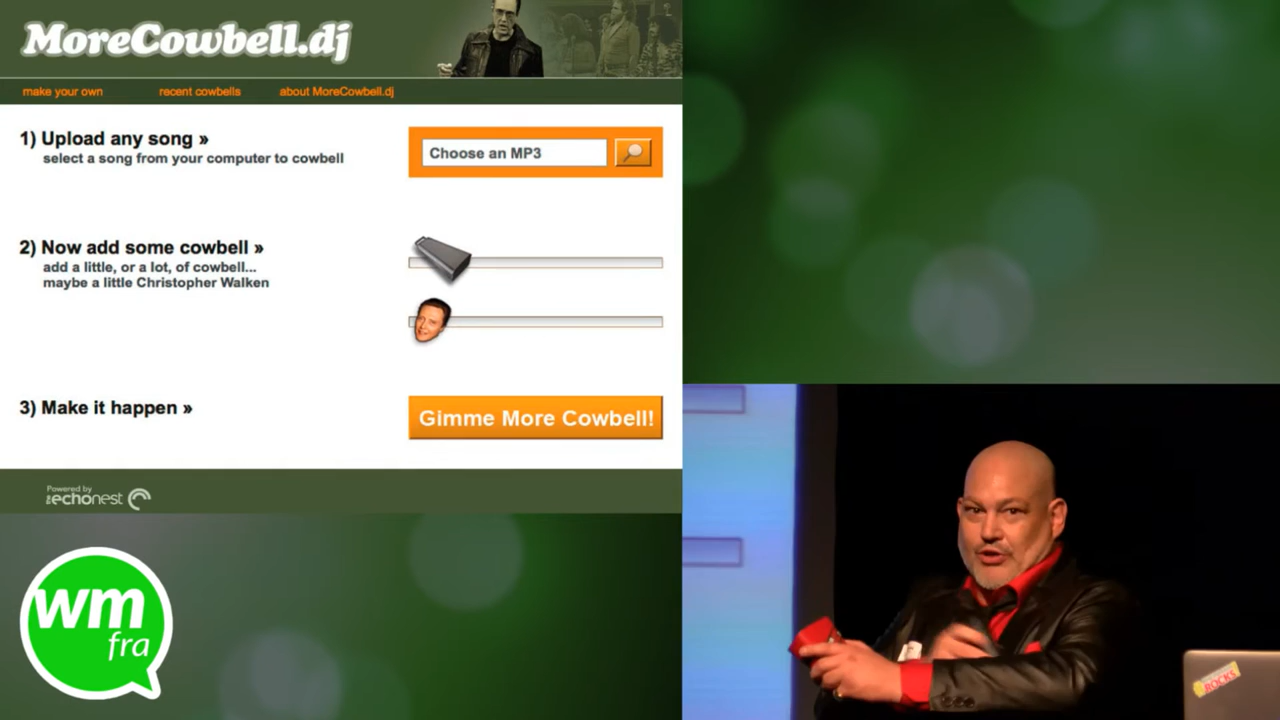 MoreCowbell.dj
make your own
recent cowbells
about MoreCowbell.dj
1) Upload any song »
select a song from your computer to cowbell
Choose an MP3
2) Now add some cowbell »
add a little, or a lot, of cowbell...
maybe a little Christopher Walken
3) Make it happen »
Gimme More Cowbell!
Powered by
the echonest
wm
fra
ROCKS